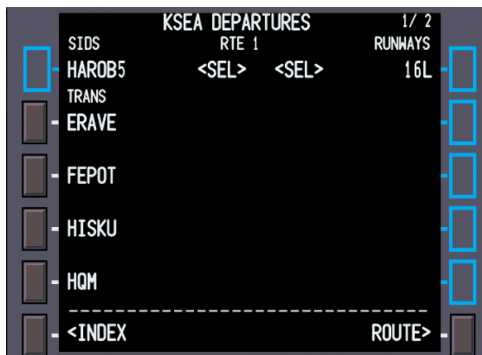 KSEA DEPARTURES 1/ 2
SIDS RTE 1 RUNWAYS
HAROB5 <SEL> <SEL> 16L
TRANS
ERAVE
FEPOT
HISKU
HQM
------------------------------------
<INDEX ROUTE>